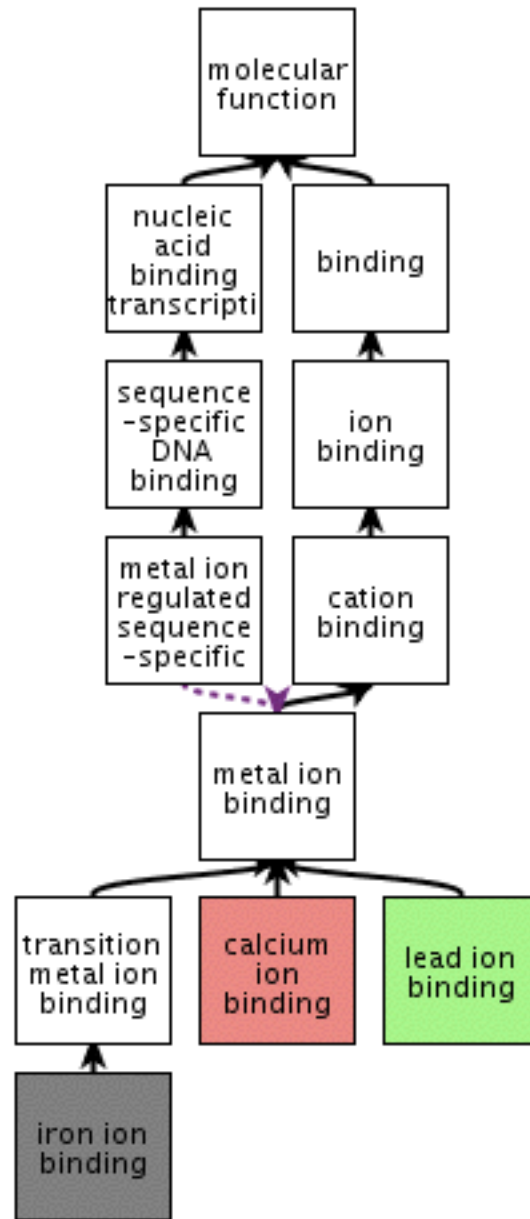 molecular
function
nucleic
acid
binding
transcripti
binding
sequence
-specific
DNA
binding
ion
binding
metal ion
regulated
sequence
-specific
cation
binding
metal ion
binding
transition
metal ion
binding
calcium
ion
binding
lead ion
binding
iron ion
binding